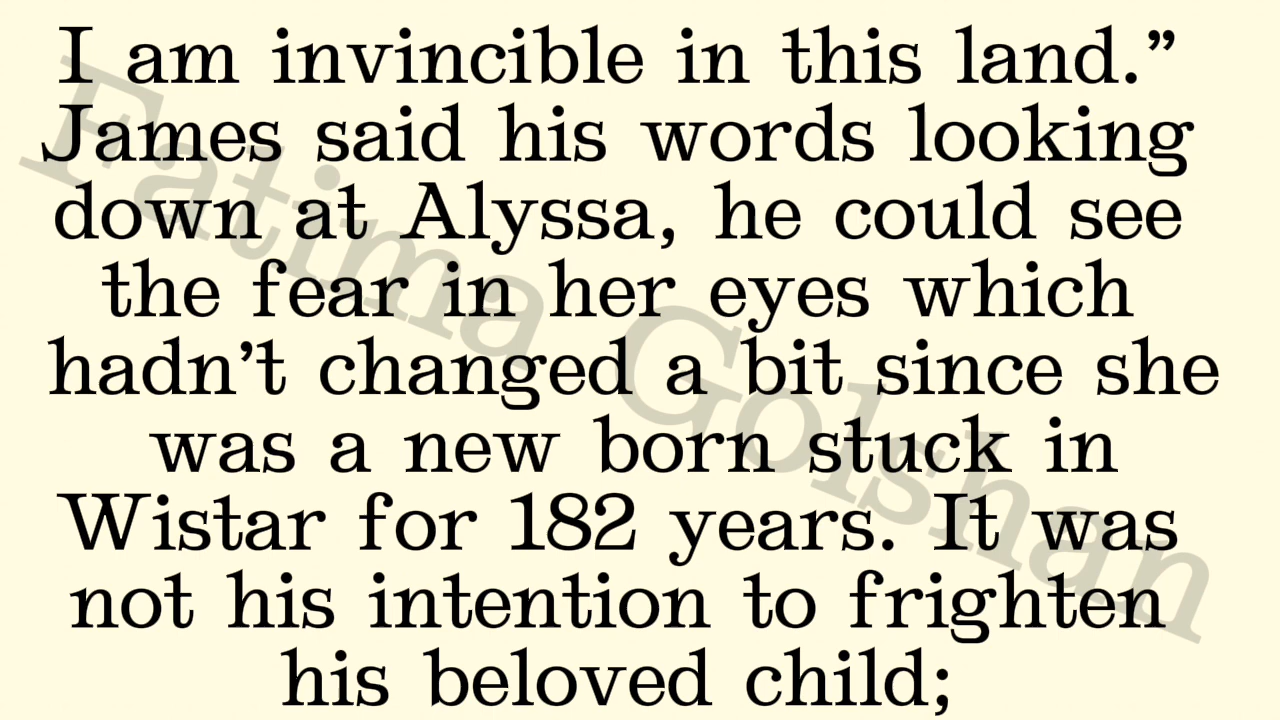 I am invincible in this land.”
James said his words looking
down at Alyssa, he could see
the fear in her eyes which
hadn’t changed a bit since she
was a new born stuck in
Wistar for 182 years. It was
not his intention to frighten
his beloved child;
Fatima Golshan